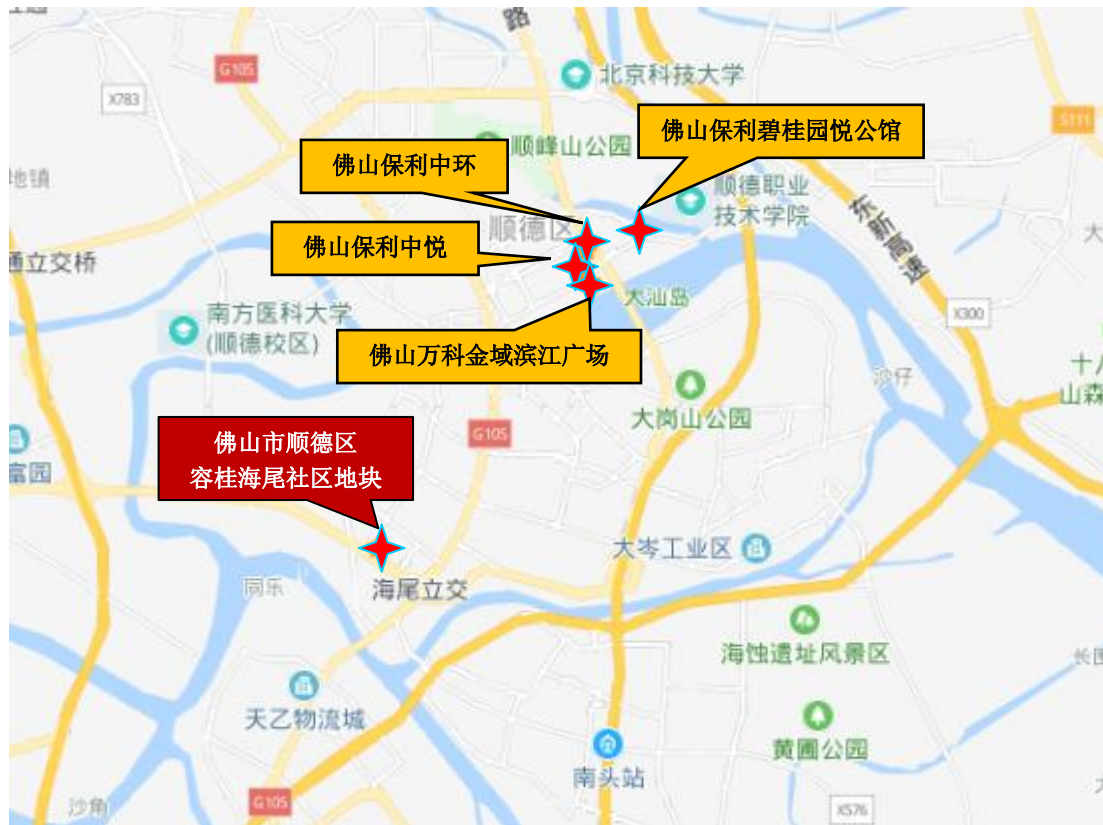 路
G105
北京科技大学
X783
S111
佛山保利碧桂园悦公馆
顺峰山公园
佛山保利中环
地镇
顺德职业
技术学院
顺德区
东新高速
佛山保利中悦
大
通立交桥
大汕岛
南方医科大学
(顺德校区)
X300
佛山万科金域滨江广场
十八
山森
沙仔
大岗山公园
佛山市顺德区
容桂海尾社区地块
G105
富园
大岑工业区
同乐
海尾立交
海蚀遗址风景区
长围
天乙物流城
黄圃公园
南头站
沙角
G105
X576